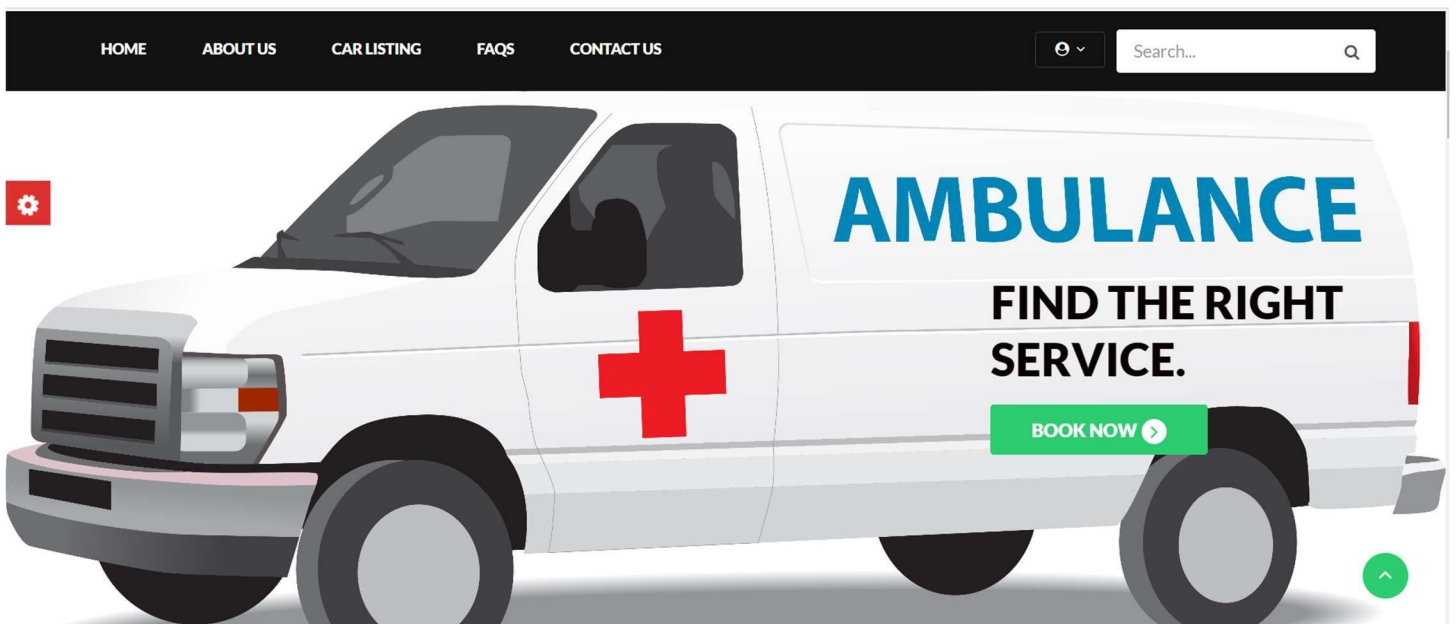 HOME ABOUT US CAR LISTING FAQS CONTACT US Search...
AMBULANCE
FIND THE RIGHT
SERVICE.
BOOK NOW